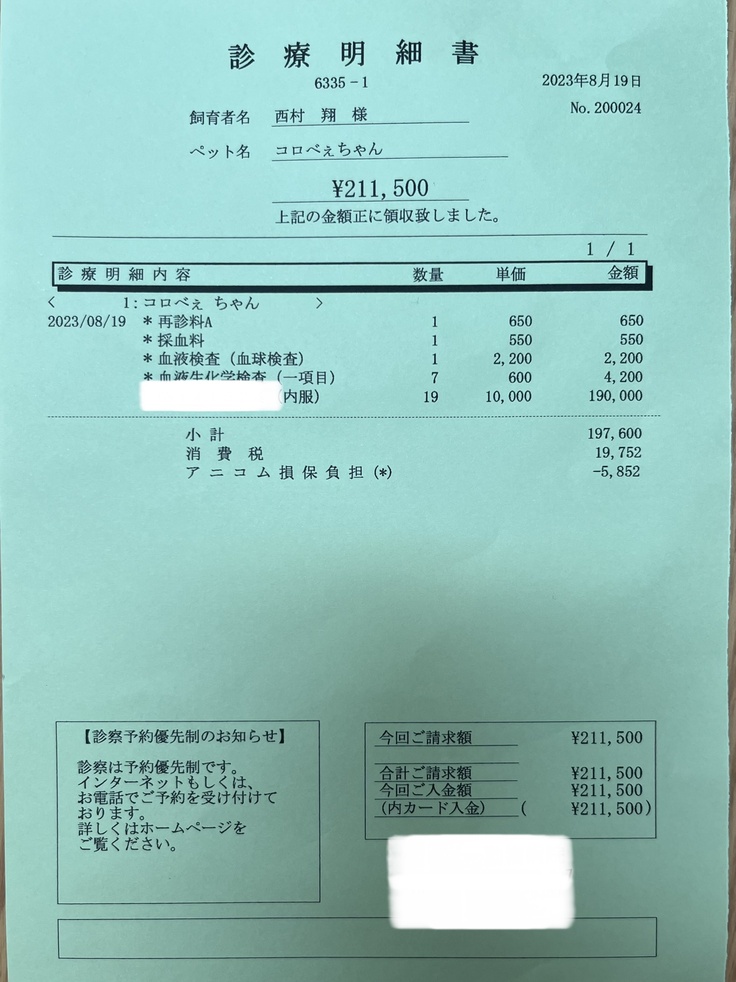 診療明細書
6335-1
2023年8月19日
No.200024
飼育者名 西村 翔 様
ペット名 コロべぇちゃん
¥211,500
上記の金額正に領収致しました。
1 / 1
診療明細内容 数量 単価 金額
< 1:コロべぇ ちゃん >
2023/08/19 *再診料A 1 650 650
*採血料 1 550 550
*血液検査(血球検査) 1 2,200 2,200
*血液生化学検査(一項目) 7 600 4,200
(内服) 19 10,000 190,000
小計 197,600
消費税 19,752
アニコム損保負担(*) -5,852
【診察予約優先制のお知らせ】
診察は予約優先制です。
インターネットもしくは、
お電話でご予約を受け付けて
おります。
詳しくはホームページを
ご覧ください。
今回ご請求額 ¥211,500
合計ご請求額 ¥211,500
今回ご入金額 ¥211,500
(内カード入金) ( ¥211,500)